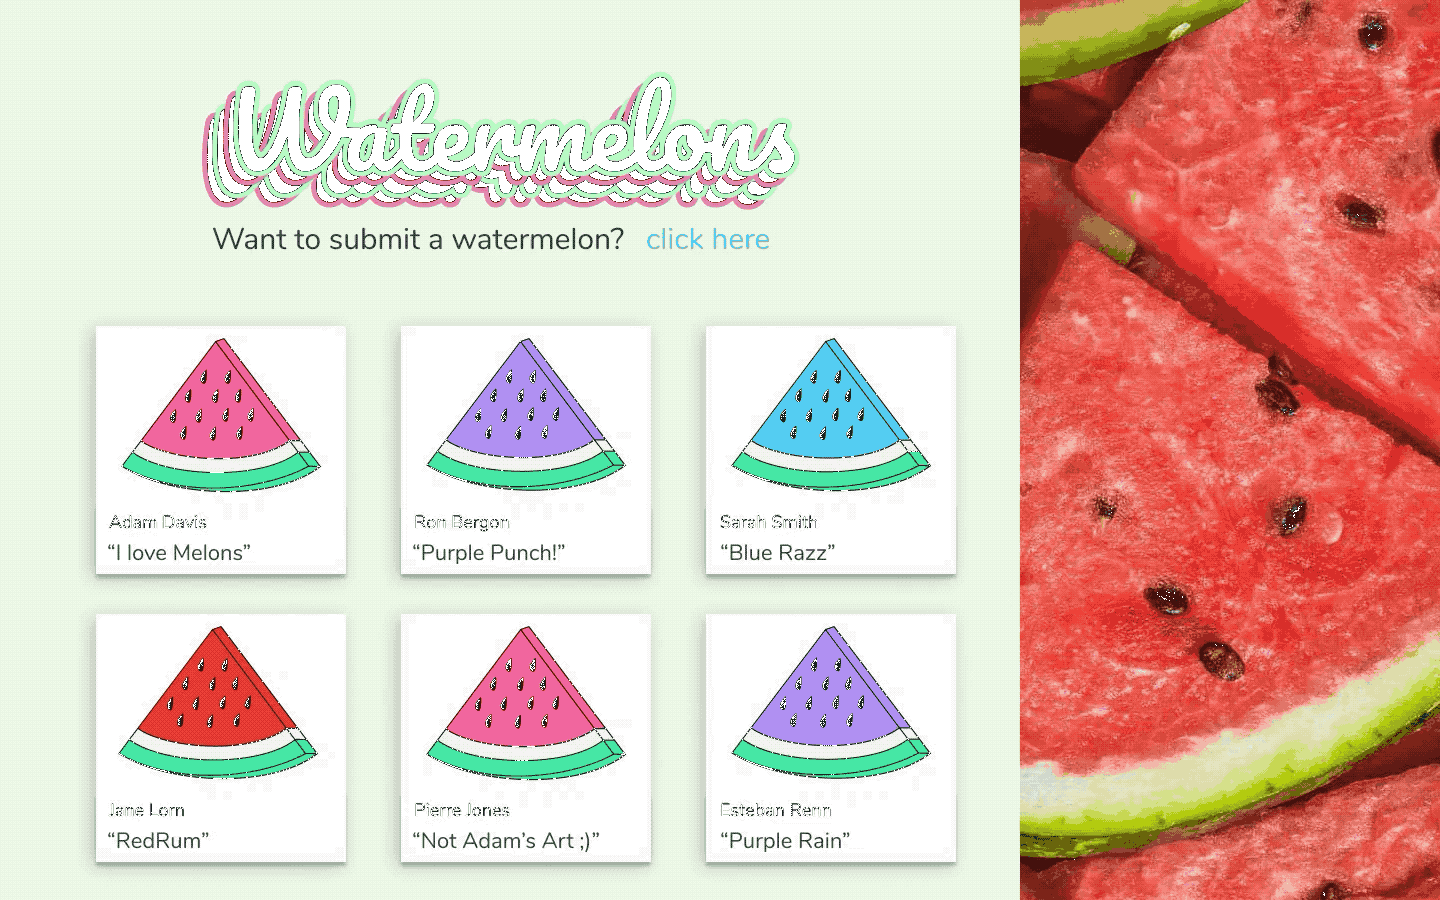 Watermelons
Want to submit a watermelon? click here
Adam Davis
“I love Melons”
Ron Bergon
“Purple Punch!”
Sarah Smith
“Blue Razz”
Jane Lorn
“RedRum”
Pierre Jones
“Not Adam’s Art ;)”
Esteban Renn
“Purple Rain”